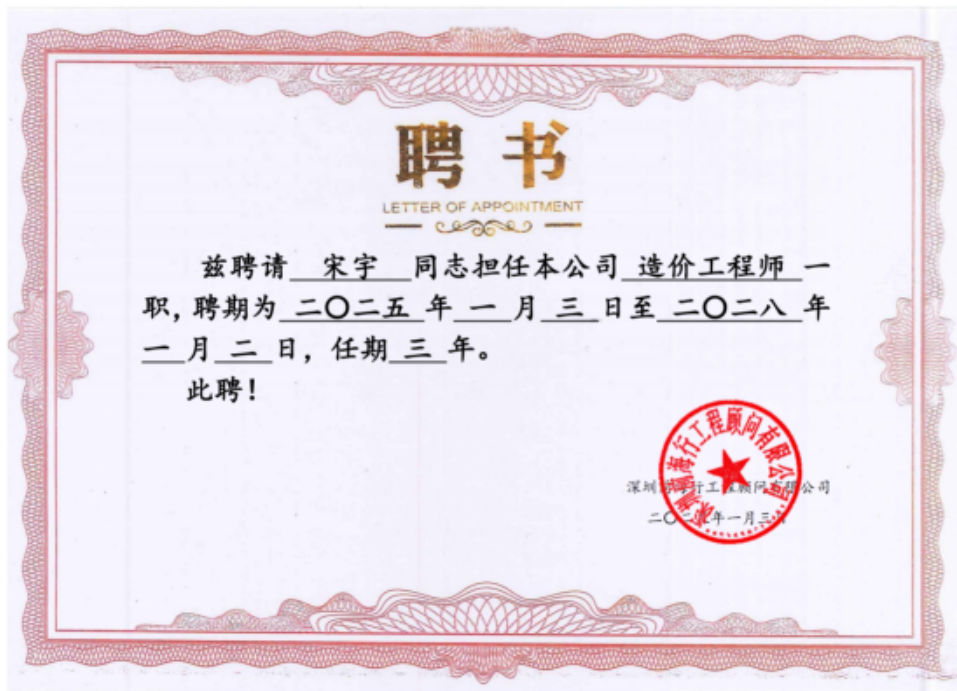 聘书
LETTER OF APPOINTMENT
兹聘请 宋宇 同志担任本公司 造价工程师 一
职，聘期为 二〇二五 年 一 月 三 日至 二〇二八 年
一 月 二 日，任期 三 年。
此聘！
海行工程顾问有限公司
深圳 行工程顾问有限公司
二〇 年一月三